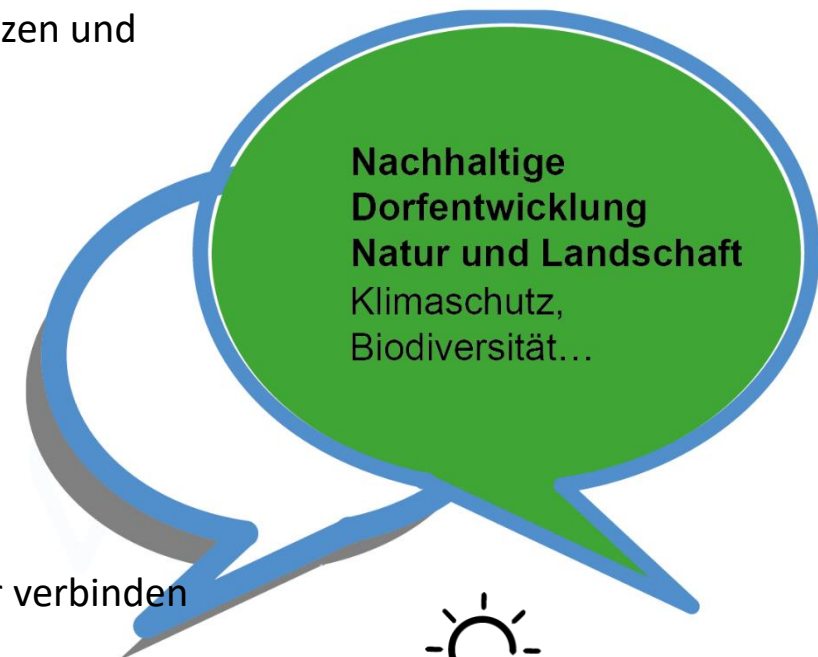 zen und
Nachhaltige
Dorfentwicklung
Natur und Landschaft
Klimaschutz,
Biodiversität…
verbinden